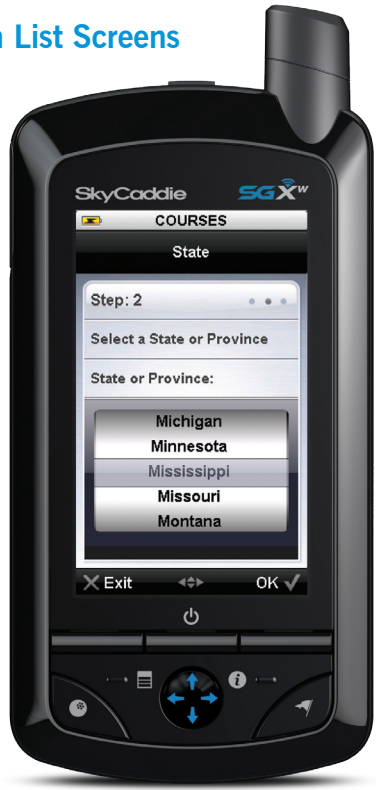 List Screens
SkyCaddie SGXw
COURSES
State
Step: 2
Select a State or Province
State or Province:
Michigan
Minnesota
Mississippi
Missouri
Montana
Exit OK
i